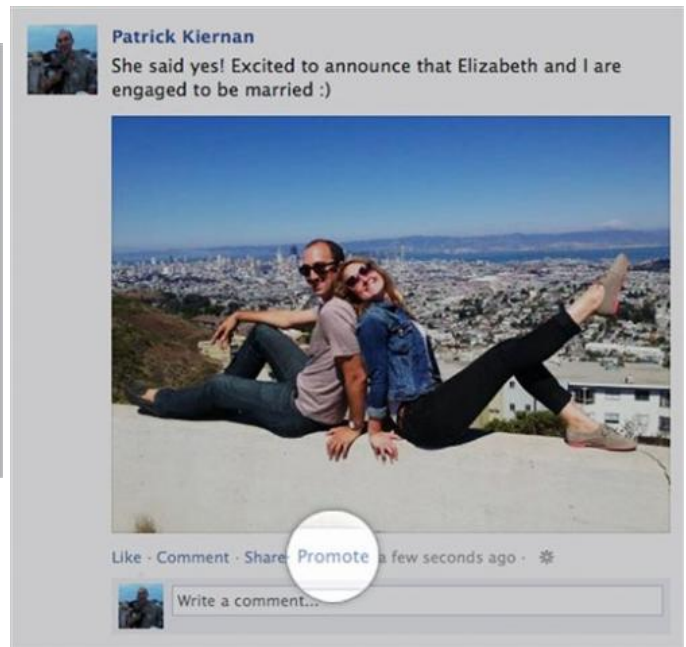 Patrick Kiernan
She said yes! Excited to announce that Elizabeth and I are
engaged to be married :)
Like · Comment · Share · Promote · a few seconds ago ·
Write a comment...